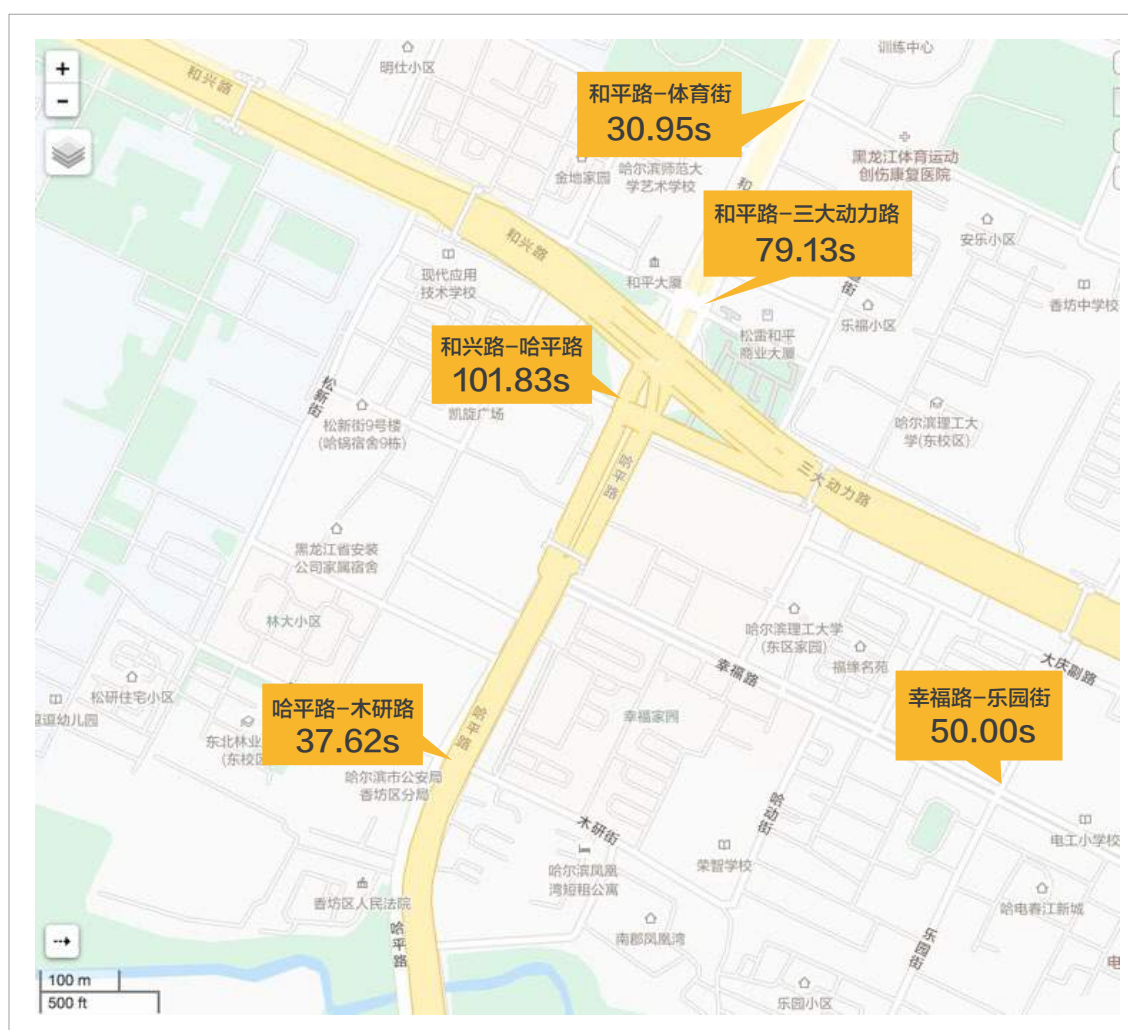 +
-
和兴路
明仕小区
训练中心
和平路-体育街
30.95s
金地家园
哈尔滨师范大
学艺术学校
黑龙江体育运动
创伤康复医院
和
和平路-三大动力路
79.13s
安乐小区
和兴路
现代应用
技术学校
和平大厦
街
香坊中学校
乐福小区
松雷和平
商业大厦
和兴路-哈平路
101.83s
松新街
松新街9号楼
(哈锅宿舍9栋)
凯旋广场
哈尔滨理工大
学(东校区)
哈平路
三大动力路
黑龙江省安装
公司家属宿舍
林大小区
哈尔滨理工大学
(东区家园)
福缘名苑
大庆副路
幸福路
松研住宅小区
幼儿园
东北林业
(东校区
哈平路-木研路
37.62s
哈平路
幸福家园
幸福路-乐园街
50.00s
哈尔滨市公安局
香坊区分局
木研街
哈动街
电工小学校
荣智学校
哈尔滨凤凰
湾短租公寓
香坊区人民法院
哈电春江新城
哈平路
南郡凤凰湾
乐园街
电
乐园小区
100 m
500 ft